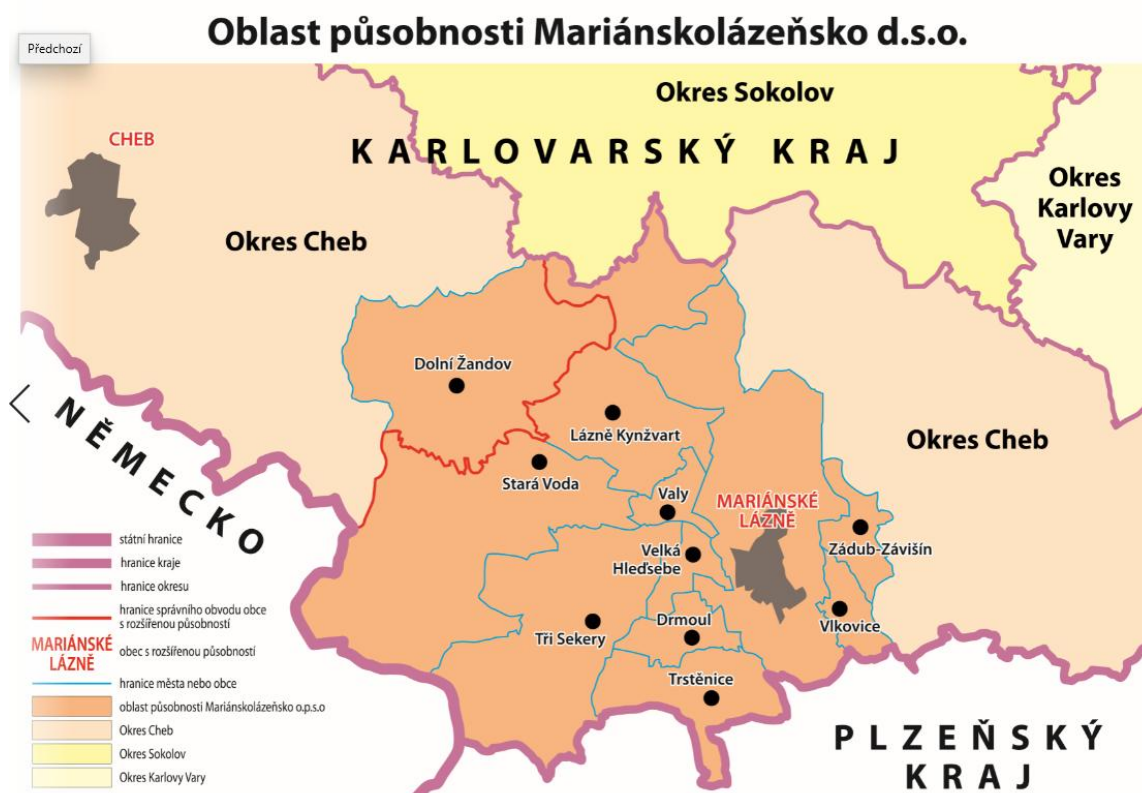 Oblast působnosti Mariánskolázeňsko d.s.o.
Předchozí
Okres Sokolov
CHEB
KARLOVARSKÝ KRAJ
Okres
Karlovy
Vary
Okres Cheb
Dolní Žandov
Lázně Kynžvart
Okres Cheb
NĚMECKO
Stará Voda
Valy
MARIÁNSKÉ
LÁZNĚ
Zádub-Závišín
Velká
Hleďsebe
Vlkovice
Drmoul
Tři Sekery
Trstěnice
PLZEŇSKÝ
KRAJ
státní hranice
hranice kraje
hranice okresu
hranice správního obvodu obce
s rozšířenou působností
MARIÁNSKÉ
LÁZNĚ
obec s rozšířenou působností
hranice města nebo obce
oblast působnosti Mariánskolázeňsko o.p.s.o
Okres Cheb
Okres Sokolov
Okres Karlovy Vary